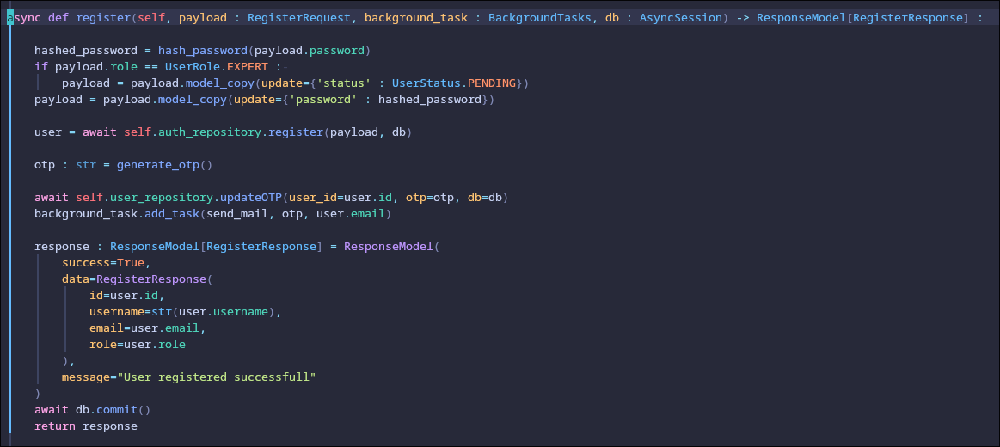 async def register(self, payload : RegisterRequest, background_task : BackgroundTasks, db : AsyncSession) -> ResponseModel[RegisterResponse] :
hashed_password = hash_password(payload.password)
if payload.role == UserRole.EXPERT :
payload = payload.model_copy(update={'status' : UserStatus.PENDING})
payload = payload.model_copy(update={'password' : hashed_password})
user = await self.auth_repository.register(payload, db)
otp : str = generate_otp()
await self.user_repository.updateOTP(user_id=user.id, otp=otp, db=db)
background_task.add_task(send_mail, otp, user.email)
response : ResponseModel[RegisterResponse] = ResponseModel(
success=True,
data=RegisterResponse(
id=user.id,
username=str(user.username),
email=user.email,
role=user.role
),
message="User registered successfull"
)
await db.commit()
return response